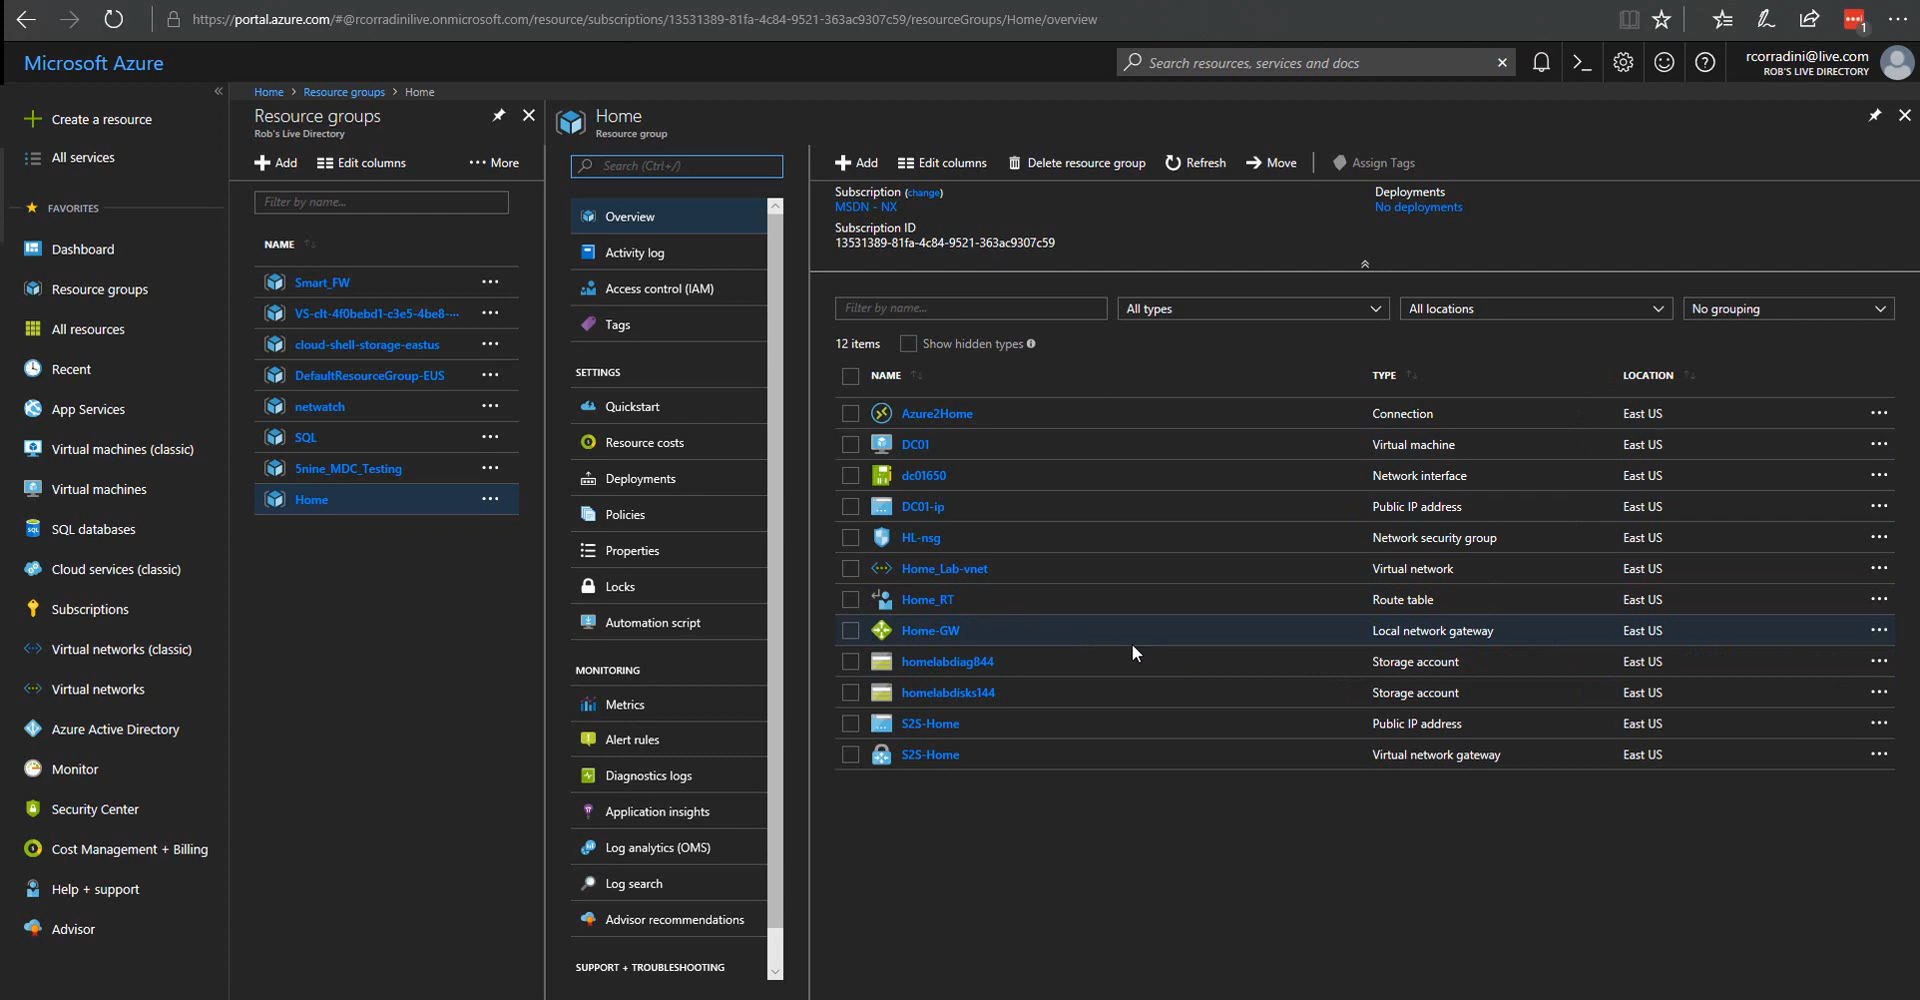 https://portal.azure.com/#@rcorradinilive.onmicrosoft.com/resource/subscriptions/13531389-81fa-4c84-9521-363ac9307c59/resourceGroups/Home/overview
1
Microsoft Azure
Search resources, services and docs
rcorradini@live.com
ROB'S LIVE DIRECTORY
Create a resource
All services
FAVORITES
Dashboard
Resource groups
All resources
Recent
App Services
Virtual machines (classic)
Virtual machines
SQL databases
Cloud services (classic)
Subscriptions
Virtual networks (classic)
Virtual networks
Azure Active Directory
Monitor
Security Center
Cost Management + Billing
Help + support
Advisor
Home > Resource groups > Home
Resource groups
Rob's Live Directory
Add Edit columns More
Filter by name...
NAME
Smart_FW
VS-clt-4f0bebd1-c3e5-4be8-...
cloud-shell-storage-eastus
DefaultResourceGroup-EUS
netwatch
SQL
5nine_MDC_Testing
Home
Home
Resource group
Search (Ctrl+/)
Overview
Activity log
Access control (IAM)
Tags
SETTINGS
Quickstart
Resource costs
Deployments
Policies
Properties
Locks
Automation script
MONITORING
Metrics
Alert rules
Diagnostics logs
Application insights
Log analytics (OMS)
Log search
Advisor recommendations
SUPPORT + TROUBLESHOOTING
Add Edit columns Delete resource group Refresh Move Assign Tags
Subscription (change)
MSDN - NX
Subscription ID
13531389-81fa-4c84-9521-363ac9307c59
Deployments
No deployments
Filter by name... All types All locations No grouping
12 items Show hidden types
NAME TYPE LOCATION
Azure2Home Connection East US
DC01 Virtual machine East US
dc01650 Network interface East US
DC01-ip Public IP address East US
HL-nsg Network security group East US
Home_Lab-vnet Virtual network East US
Home_RT Route table East US
Home-GW Local network gateway East US
homelabdiag844 Storage account East US
homelabdisks144 Storage account East US
S2S-Home Public IP address East US
S2S-Home Virtual network gateway East US